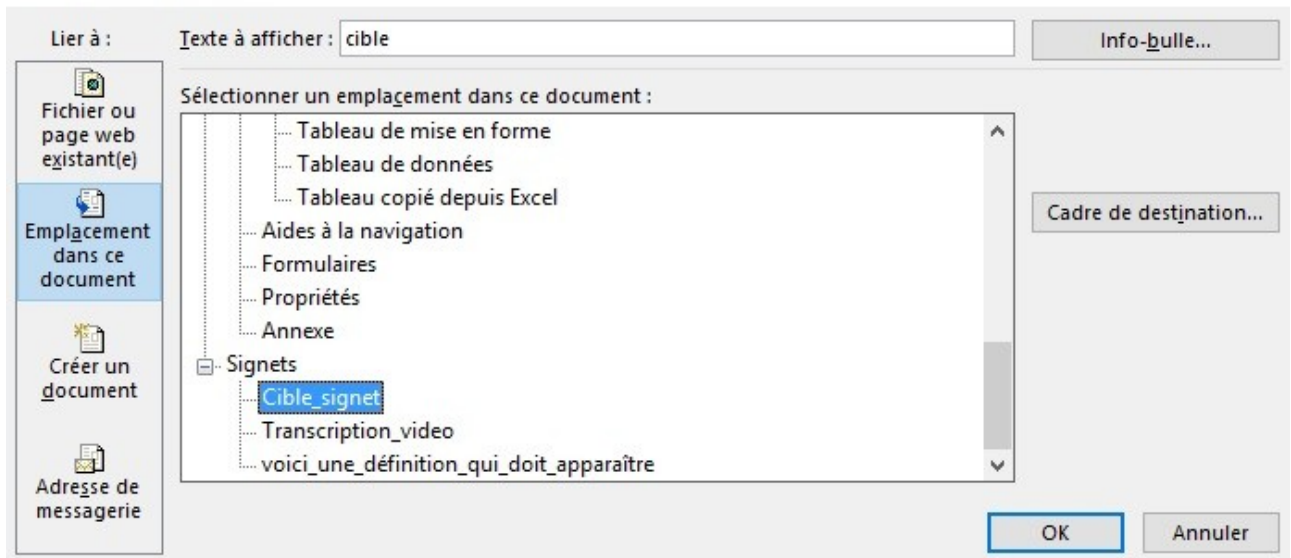 Lier à :
Texte à afficher : cible
Info-bulle...
Fichier ou
page web
existant(e)
Emplacement
dans ce
document
Créer un
document
Adresse de
messagerie
Sélectionner un emplacement dans ce document :
Tableau de mise en forme
Tableau de données
Tableau copié depuis Excel
Aides à la navigation
Formulaires
Propriétés
Annexe
Signets
Cible_signet
Transcription_video
voici_une_définition_qui_doit_apparaître
Cadre de destination...
OK
Annuler